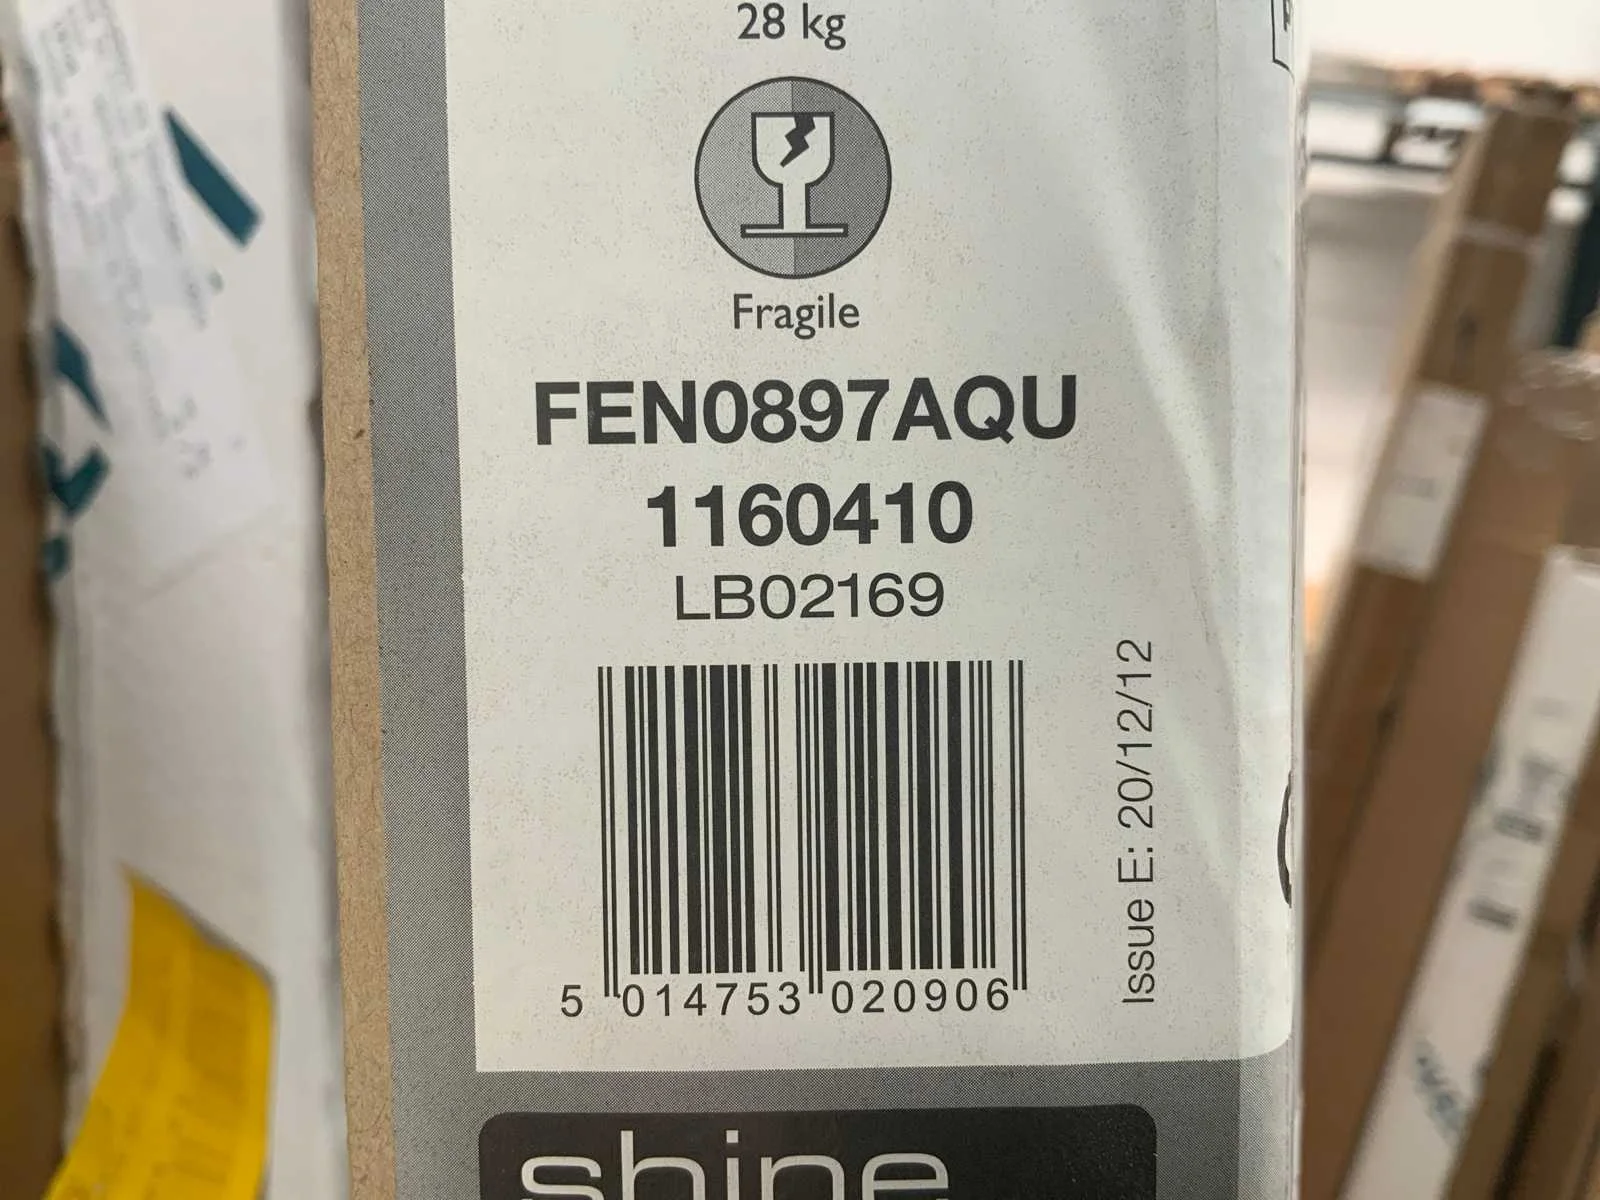 28 kg
Fragile
FEN0897AQU
1160410
LB02169
5 014753 020906
Issue E: 20/12/12
shine